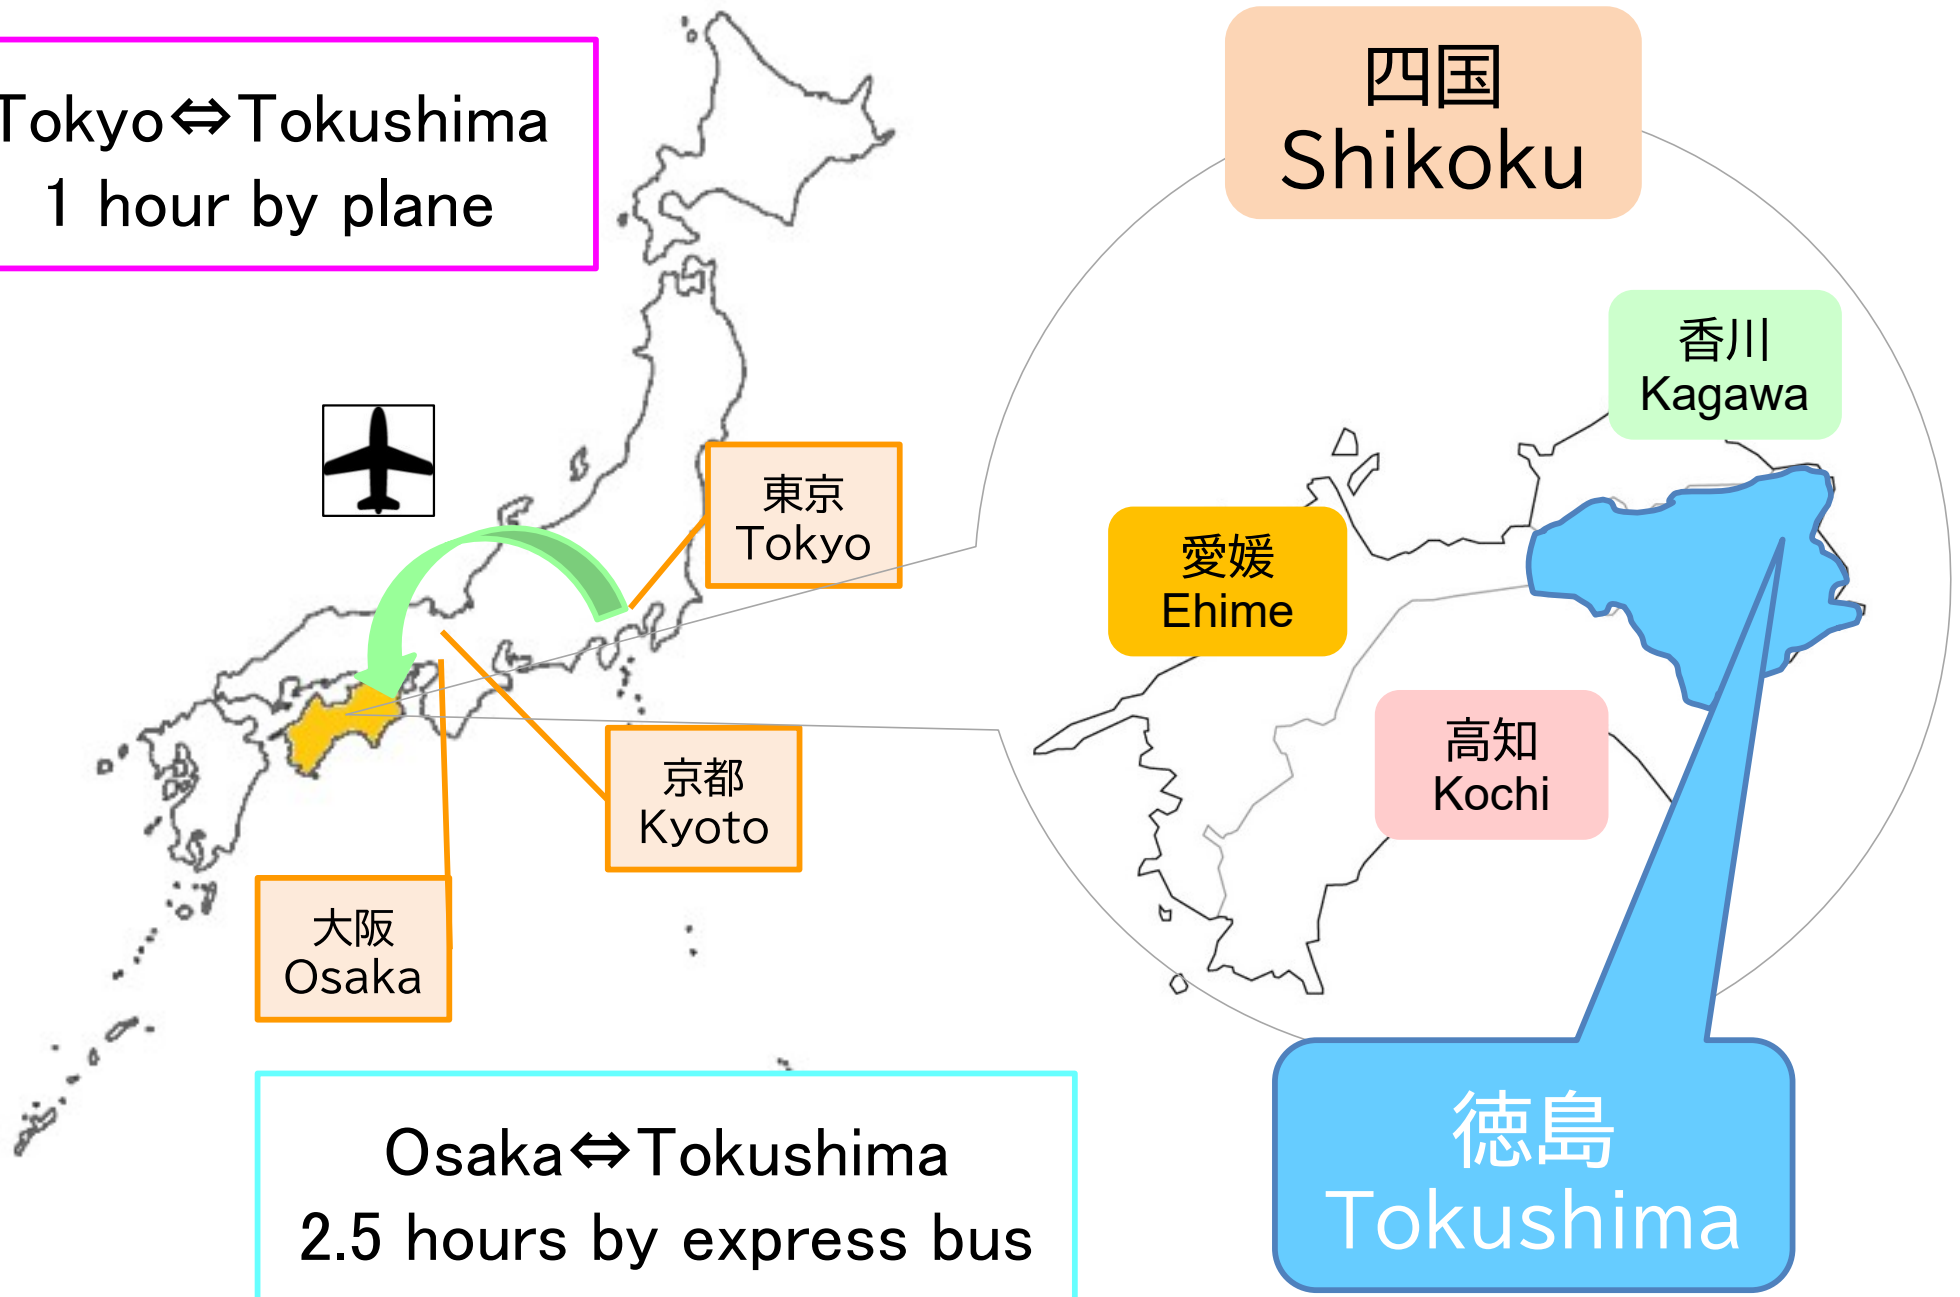 Tokyo⇔Tokushima
1 hour by plane
四国
Shikoku
香川
Kagawa
東京
Tokyo
愛媛
Ehime
京都
Kyoto
高知
Kochi
大阪
Osaka
Osaka⇔Tokushima
2.5 hours by express bus
徳島
Tokushima